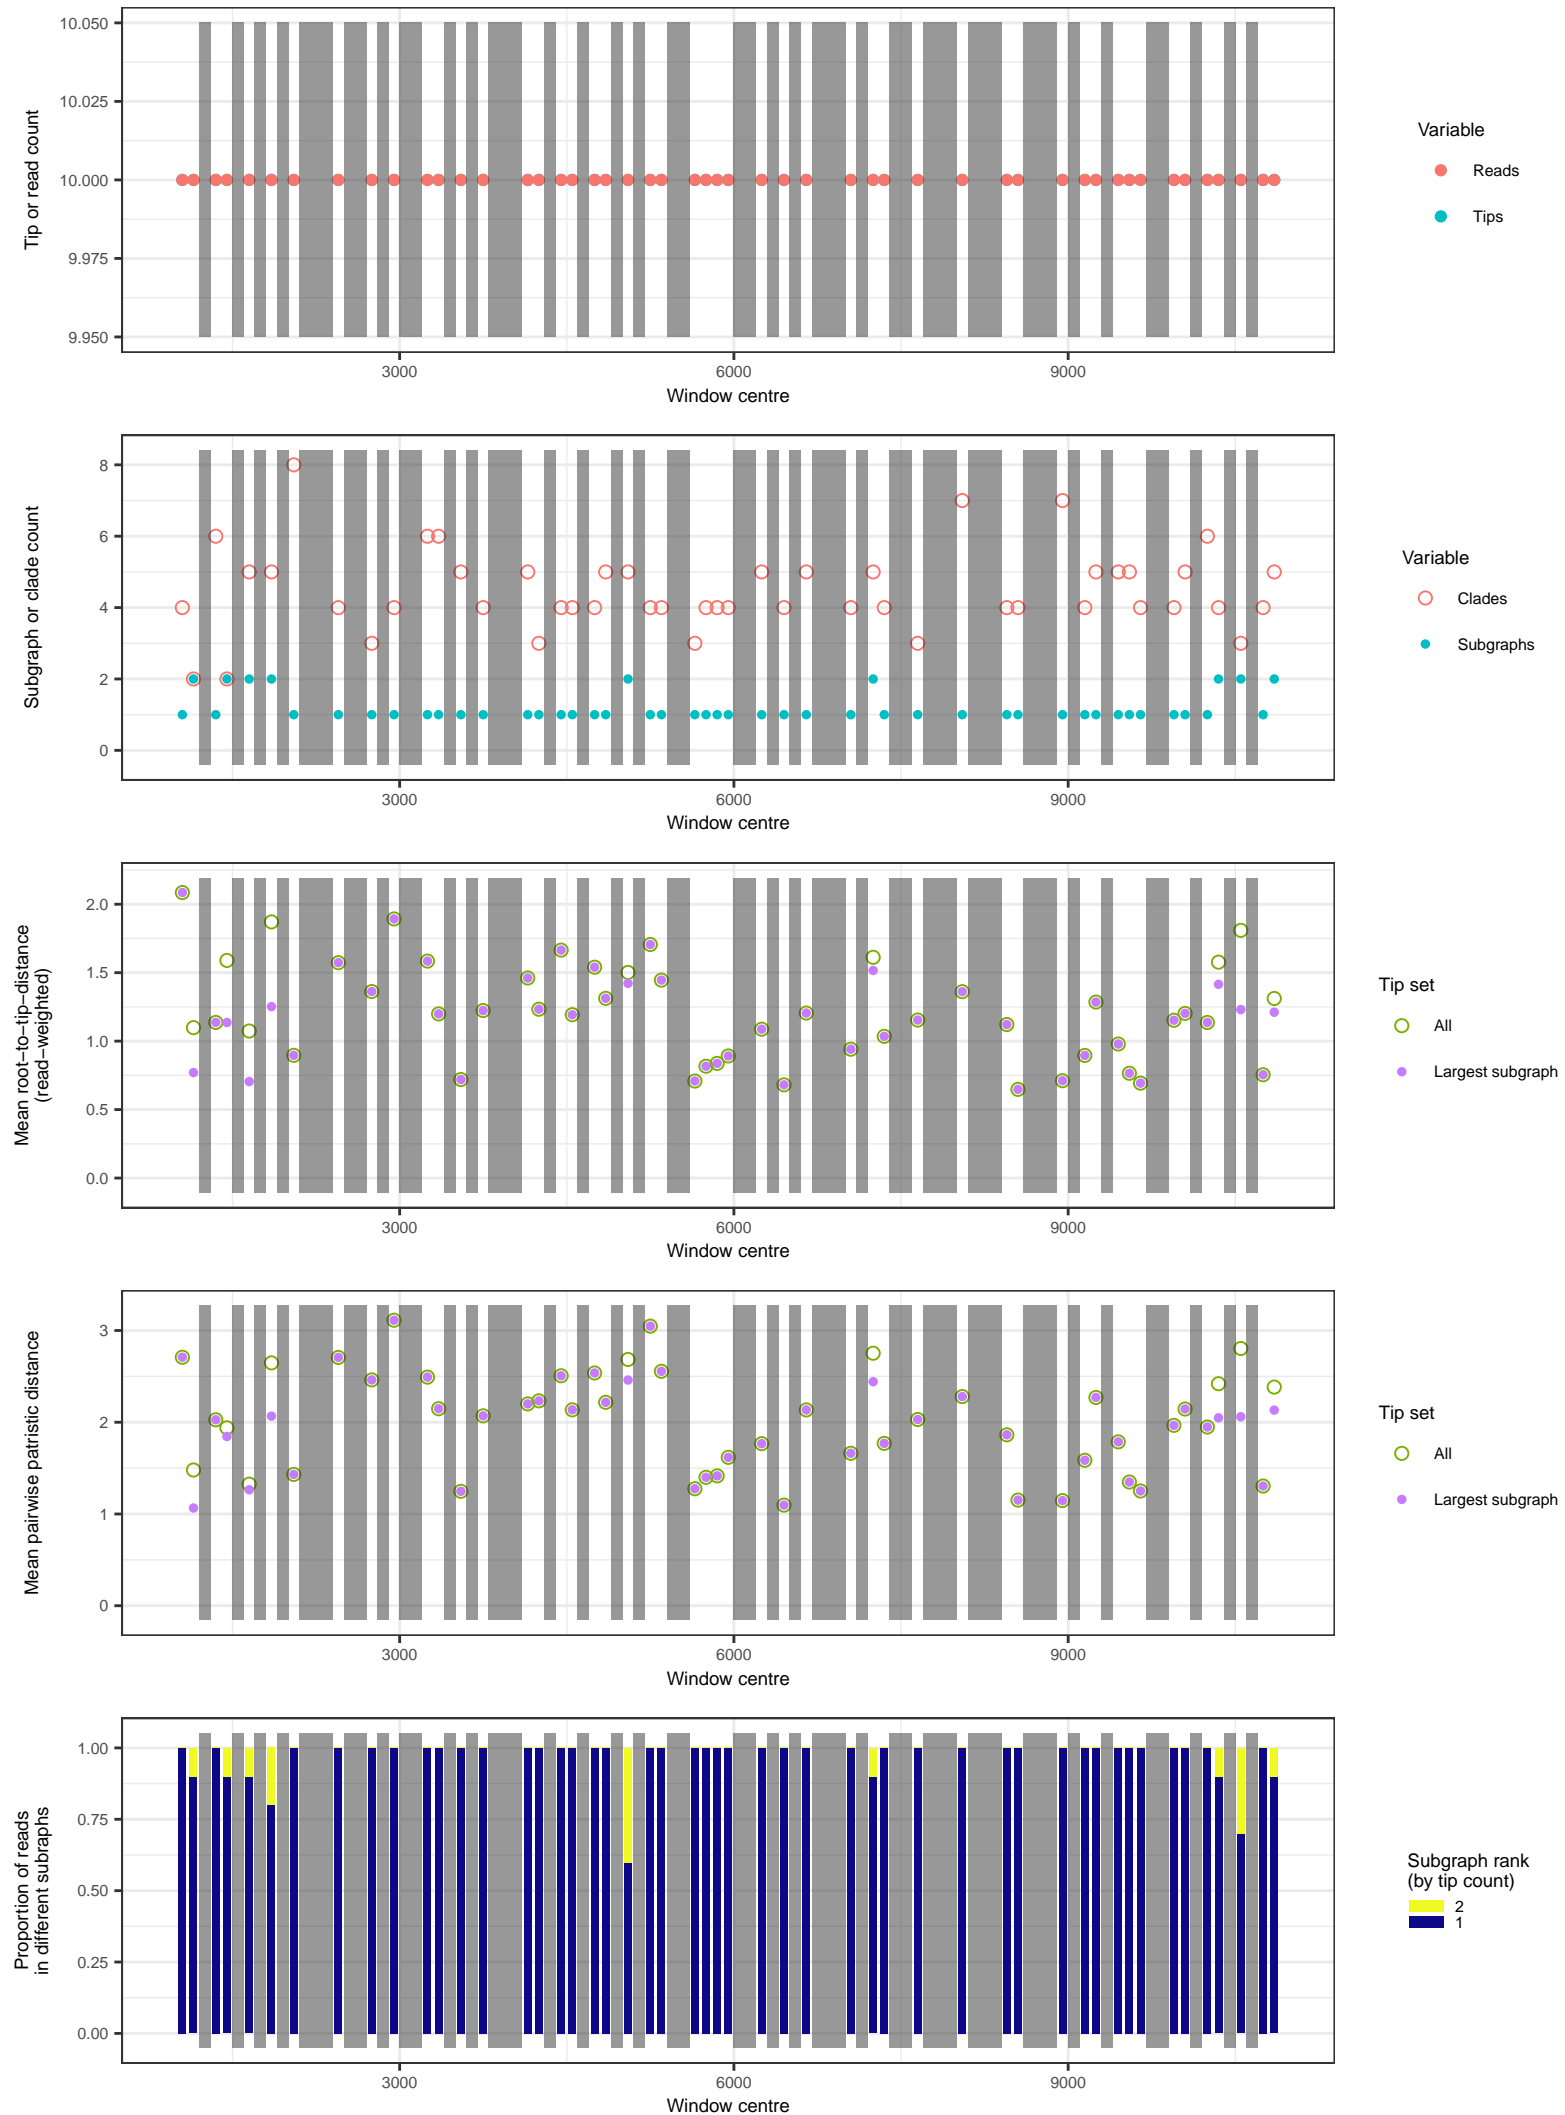 10.050
10.025
10.000
9.975
9.950
Tip or read count
3000
6000
9000
Window centre
Variable
Reads
Tips
8
6
4
2
0
Subgraph or clade count
3000
6000
9000
Window centre
Variable
Clades
Subgraphs
2.0
1.5
1.0
0.5
0.0
Mean root−to−tip−distance
(read−weighted)
3000
6000
9000
Window centre
Tip set
All
Largest subgraph
3
2
1
0
Mean pairwise patristic distance
3000
6000
9000
Window centre
Tip set
All
Largest subgraph
1.00
0.75
0.50
0.25
0.00
Proportion of reads
in different subraphs
3000
6000
9000
Window centre
Subgraph rank
(by tip count)
2
1